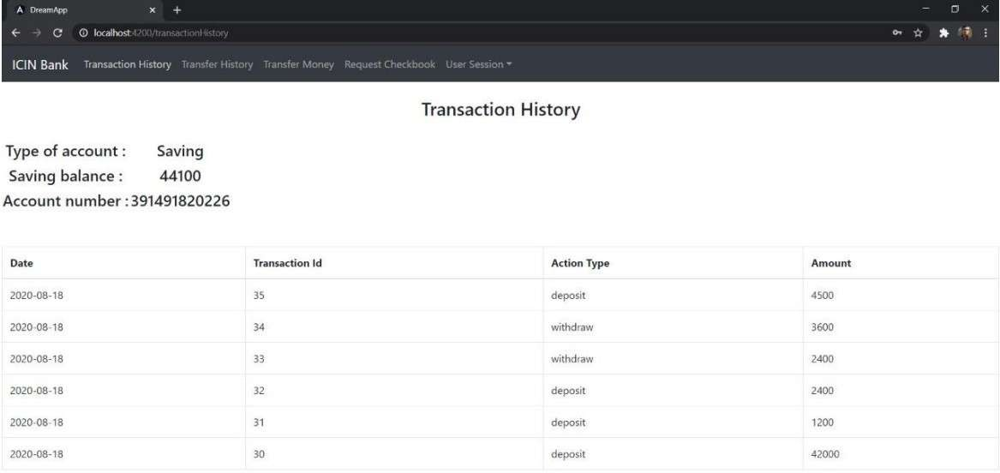 DreamApp
localhost:4200/transactionHistory
ICIN Bank Transaction History Transfer History Transfer Money Request Checkbook User Session
Transaction History
Type of account : Saving
Saving balance : 44100
Account number : 391491820226
Date Transaction Id Action Type Amount
2020-08-18 35 deposit 4500
2020-08-18 34 withdraw 3600
2020-08-18 33 withdraw 2400
2020-08-18 32 deposit 2400
2020-08-18 31 deposit 1200
2020-08-18 30 deposit 42000